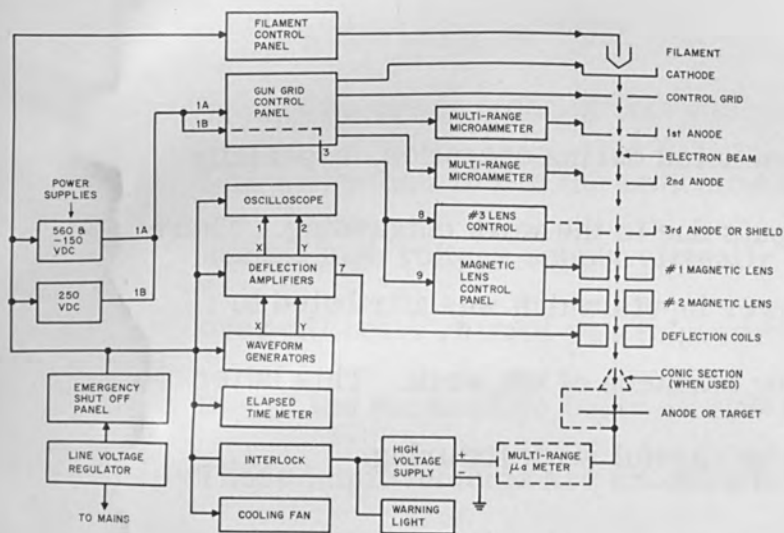 FILAMENT
CONTROL
PANEL
FILAMENT
CATHODE
CONTROL GRID
GUN GRID
CONTROL
PANEL
1A
1B
3
MULTI-RANGE
MICROAMMETER
1st ANODE
ELECTRON BEAM
MULTI-RANGE
MICROAMMETER
2nd ANODE
POWER
SUPPLIES
560 &
-150
VDC
1A
250
VDC
1B
OSCILLOSCOPE
1
2
X
Y
DEFLECTION
AMPLIFIERS
7
X
Y
WAVEFORM
GENERATORS
8
#3 LENS
CONTROL
3rd ANODE OR SHIELD
9
MAGNETIC
LENS
CONTROL
PANEL
#1 MAGNETIC LENS
#2 MAGNETIC LENS
DEFLECTION COILS
CONIC SECTION
(WHEN USED)
ANODE OR TARGET
EMERGENCY
SHUT OFF
PANEL
ELAPSED
TIME METER
LINE VOLTAGE
REGULATOR
TO MAINS
INTERLOCK
HIGH
VOLTAGE
SUPPLY
MULTI-RANGE
μa METER
COOLING FAN
WARNING
LIGHT